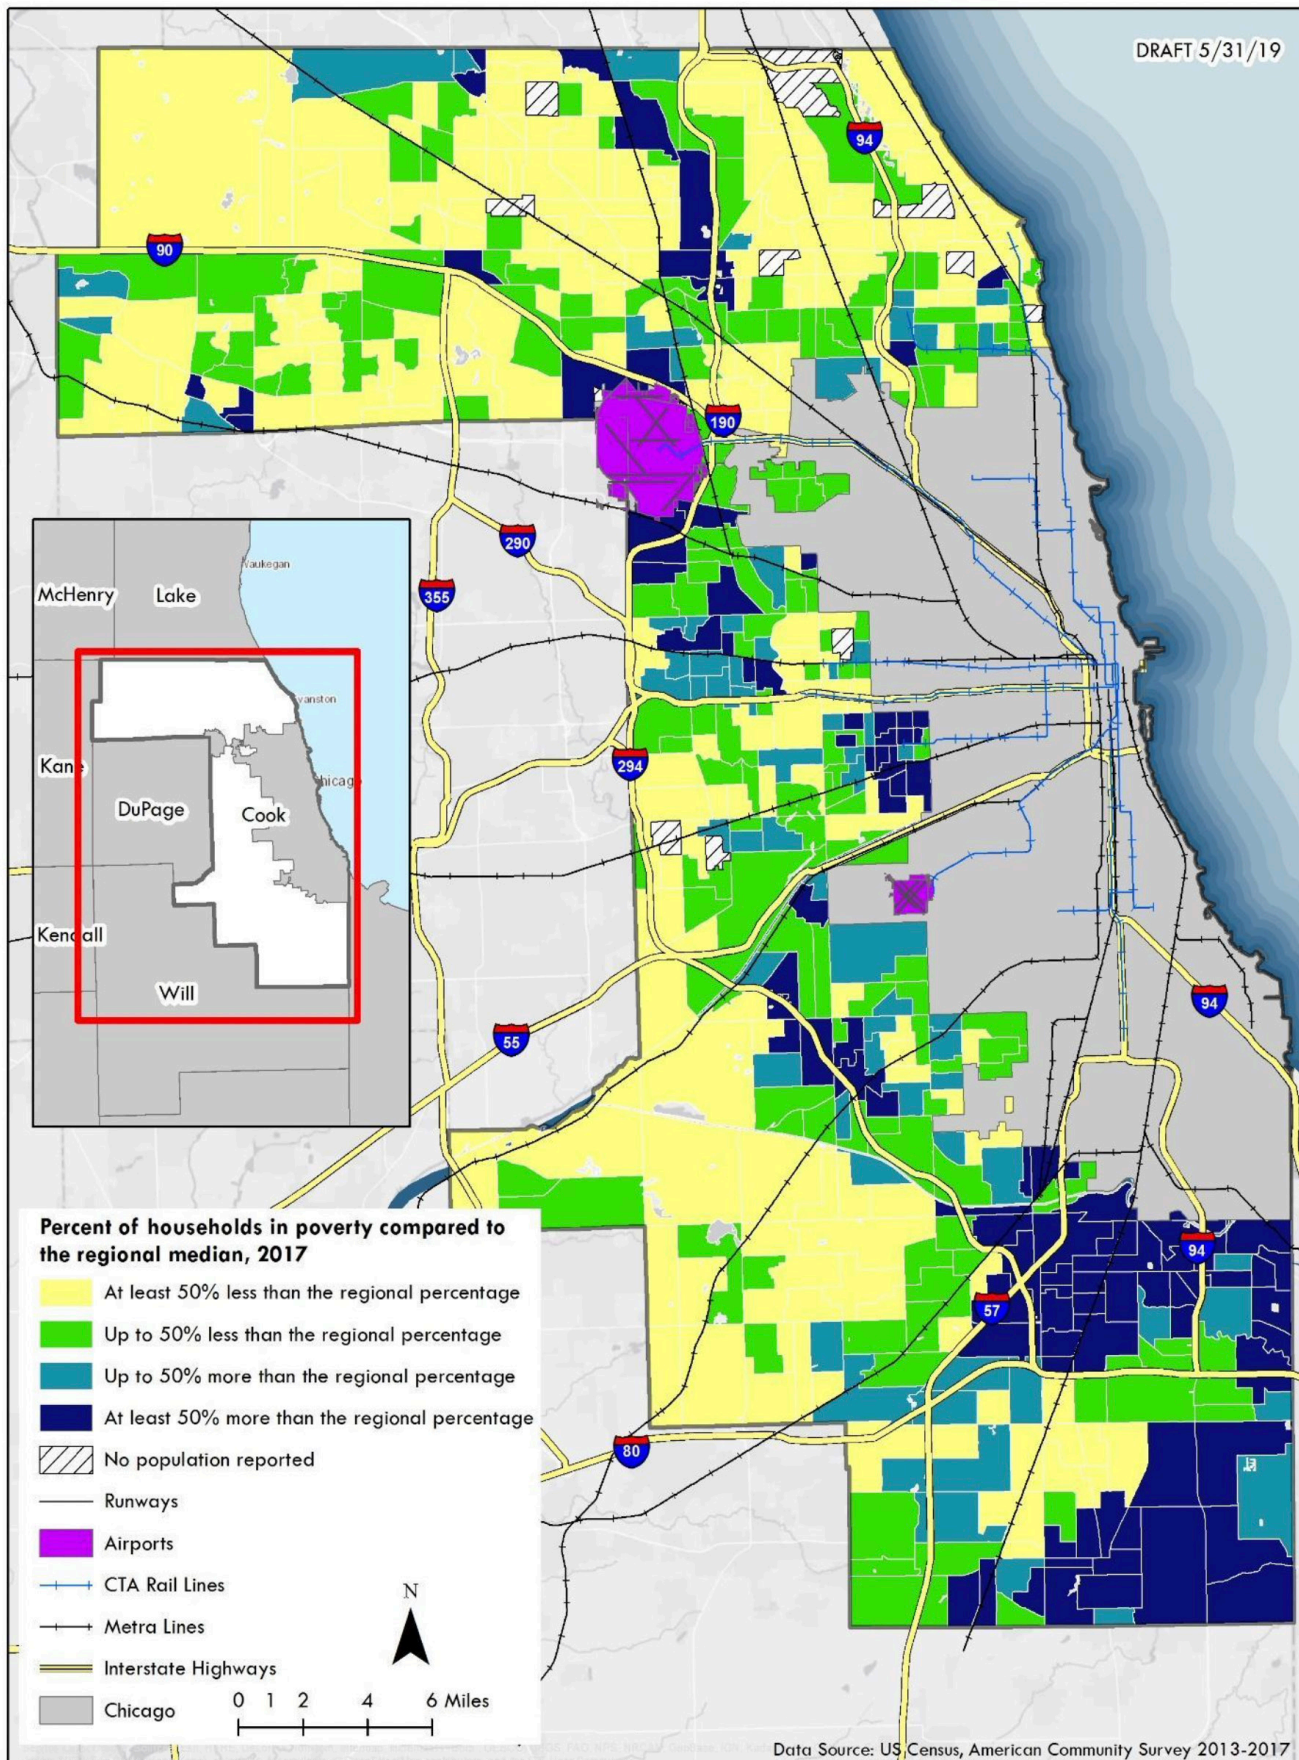 DRAFT 5/31/19
94
90
190
290
355
294
94
55
94
57
80
Waukegan
McHenry
Lake
Kane
DuPage
Cook
Kendall
Will
Percent of households in poverty compared to
the regional median, 2017
At least 50% less than the regional percentage
Up to 50% less than the regional percentage
Up to 50% more than the regional percentage
At least 50% more than the regional percentage
No population reported
Runways
Airports
CTA Rail Lines
Metra Lines
Interstate Highways
Chicago
N
0 1 2 4 6 Miles
Data Source: US Census, American Community Survey 2013-2017